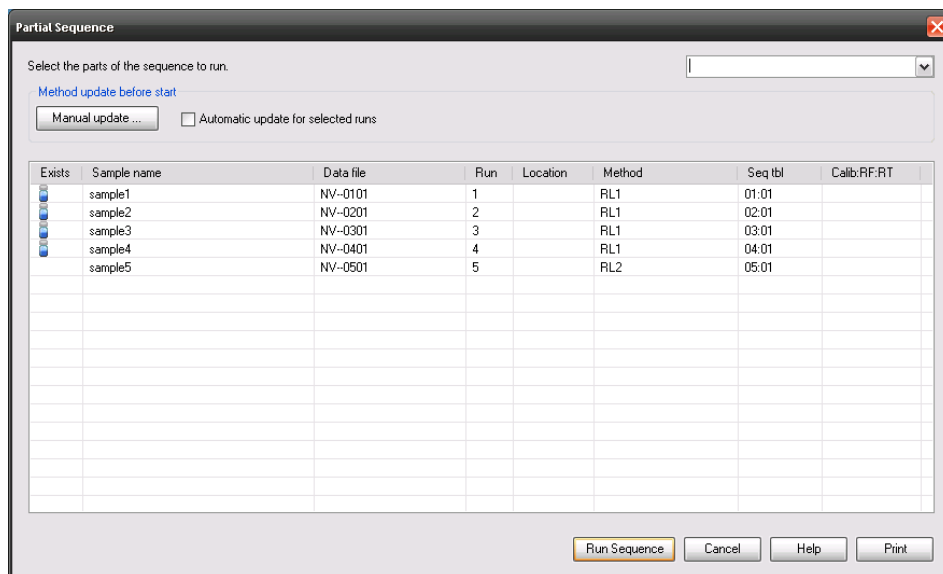 Partial Sequence
Select the parts of the sequence to run.
Method update before start
Manual update ... Automatic update for selected runs
Exists Sample name Data file Run Location Method Seq tbl Calib:RF:RT
sample1 NV--0101 1 RL1 01:01
sample2 NV--0201 2 RL1 02:01
sample3 NV--0301 3 RL1 03:01
sample4 NV--0401 4 RL1 04:01
sample5 NV--0501 5 RL2 05:01
Run Sequence Cancel Help Print